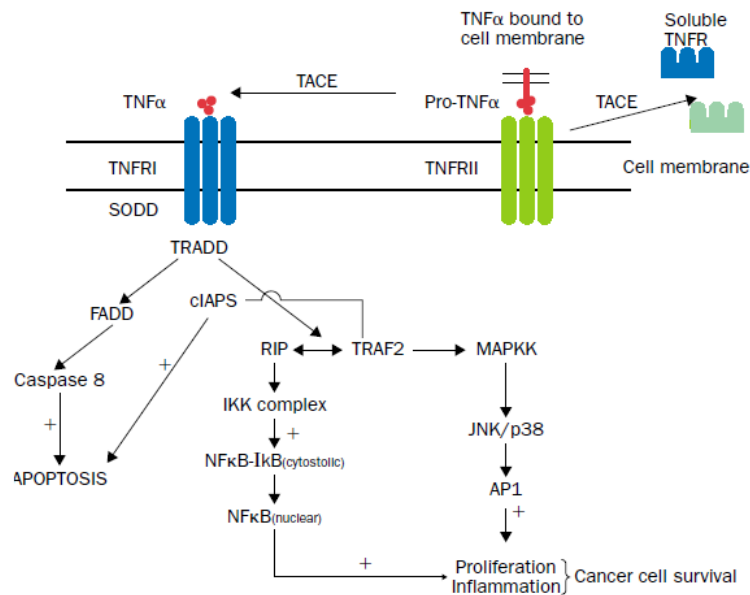 TNFα bound to
cell membrane
Soluble
TNFR
TACE
TNFα
Pro-TNFα
TACE
TNFRI
TNFRII
Cell membrane
SODD
TRADD
FADD
cIAPS
+
RIP
TRAF2
MAPKK
Caspase 8
+
IKK complex
+
JNK/p38
APOPTOSIS
NFκB-IkB(cytostolic)
AP1
+
NFκB(nuclear)
+
Proliferation
Inflammation } Cancer cell survival